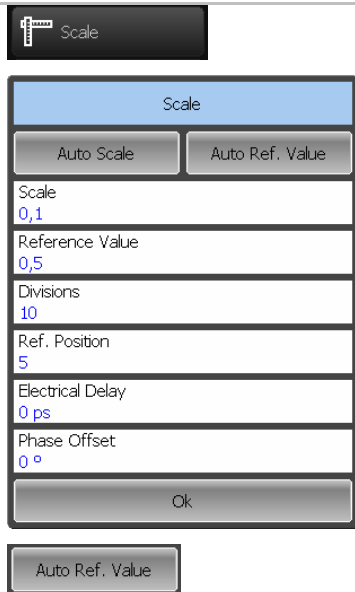 Scale
Scale
Auto Scale Auto Ref. Value
Scale
0,1
Reference Value
0,5
Divisions
10
Ref. Position
5
Electrical Delay
0 ps
Phase Offset
0 °
Ok
Auto Ref. Value